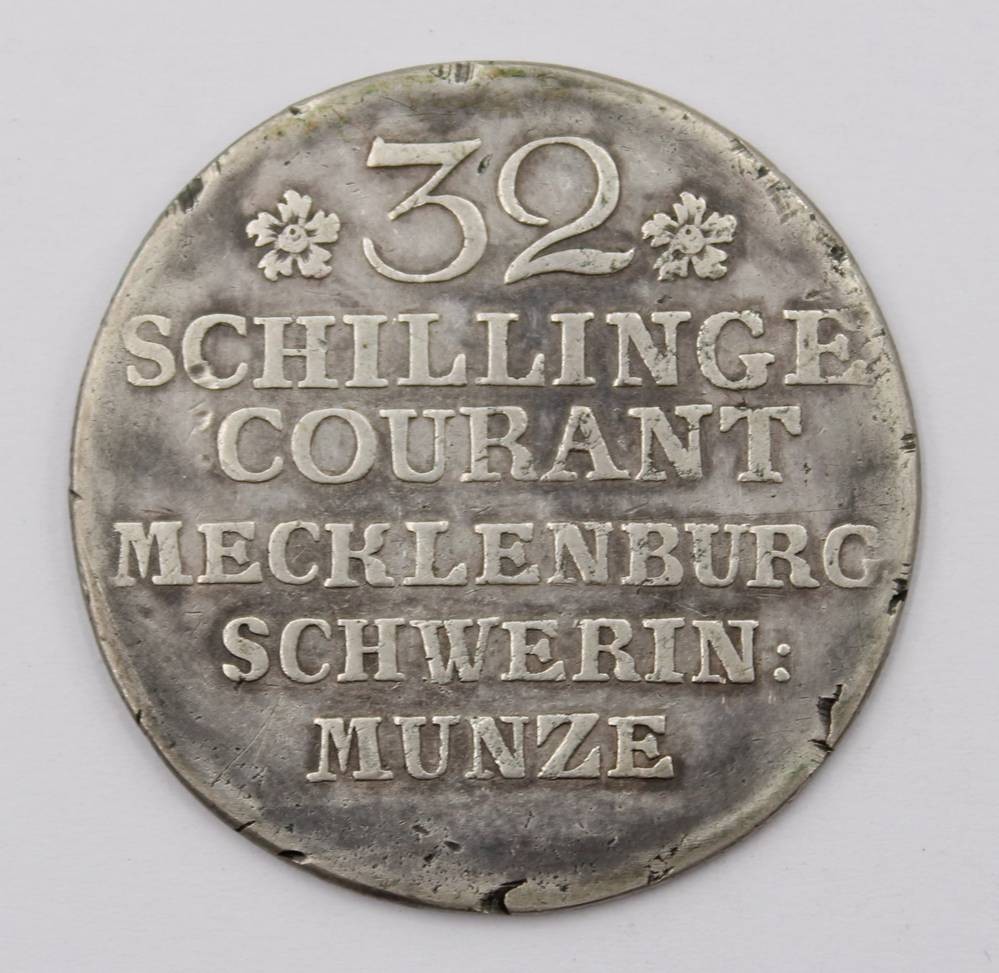 32
SCHILLINGE
COURANT
MECKLENBURG
SCHWERIN:
MUNZE